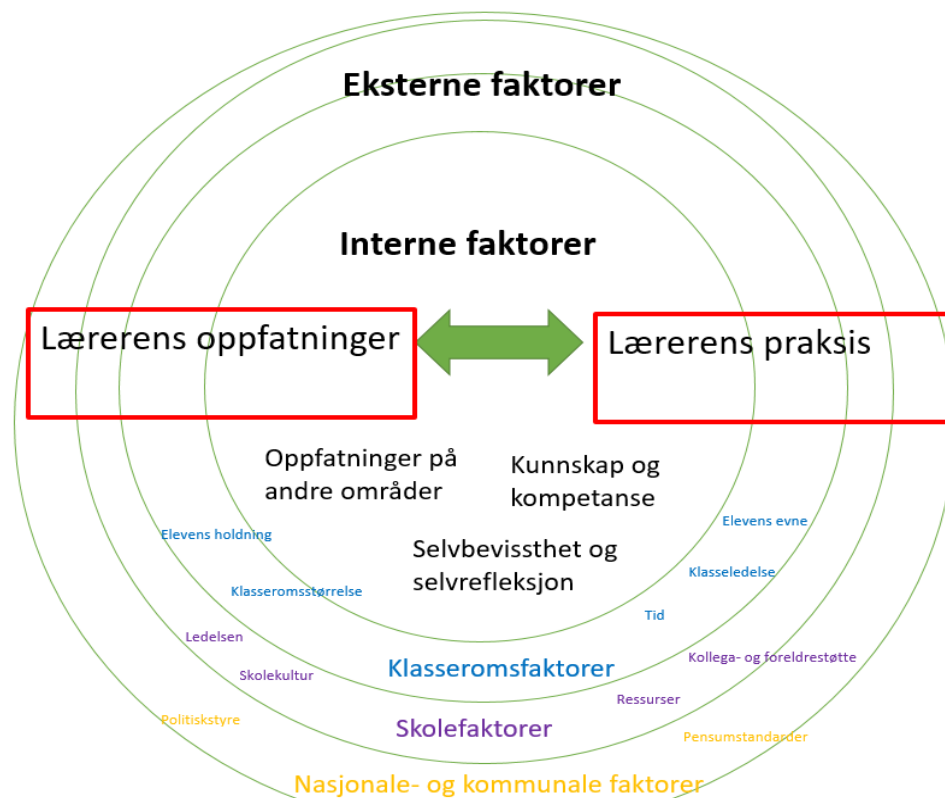 Eksterne faktorer
Interne faktorer
Lærerens oppfatninger
Lærerens praksis
Oppfatninger på
andre områder
Kunnskap og
kompetanse
Selvbevissthet og
selvrefleksjon
Elevens holdning
Elevens evne
Klasseromsstørrelse
Klasseledelse
Tid
Ledelsen
Klasseromsfaktorer
Kollega- og foreldrestøtte
Skolekultur
Ressurser
Politiskstyre
Skolefaktorer
Pensumstandarder
Nasjonale- og kommunale faktorer